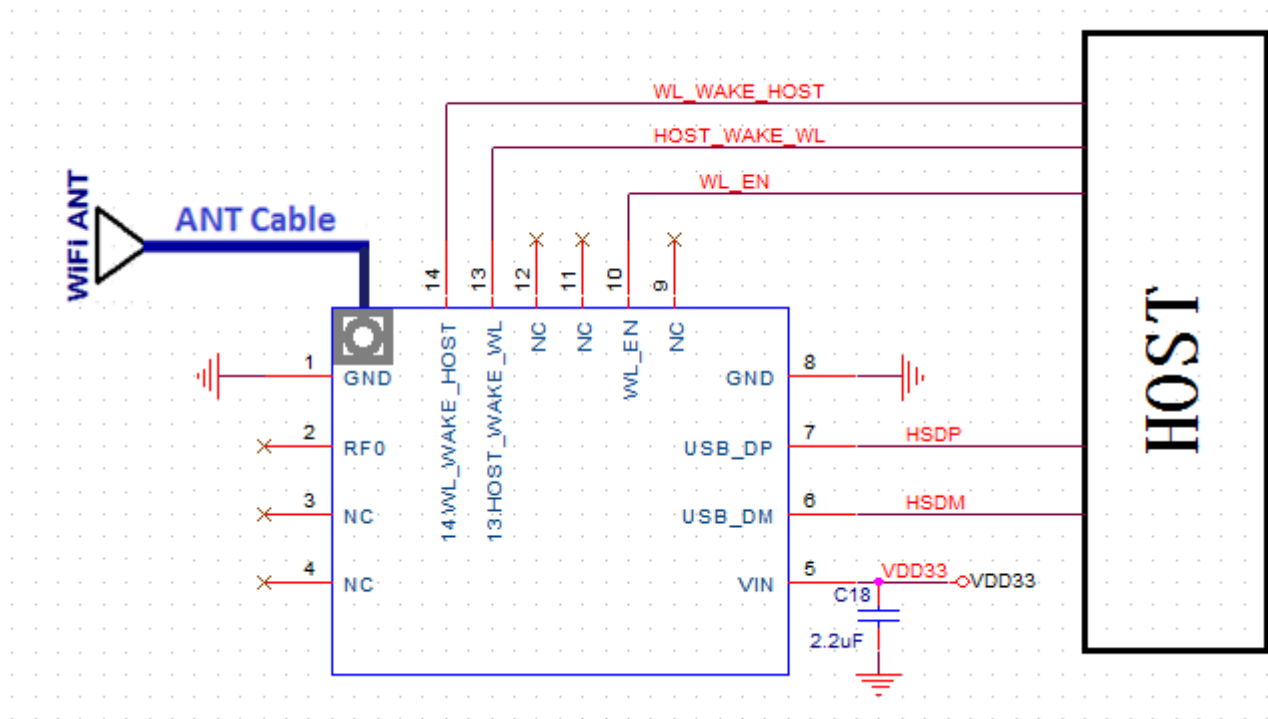 WL_WAKE_HOST
HOST_WAKE_WL
WL_EN
WiFi ANT
ANT Cable
HOST
14
13
12
11
10
9
14.WL_WAKE_HOST
13.HOST_WAKE_WL
NC
NC
WL_EN
NC
1
GND
GND
8
2
RF0
USB_DP
7
HSDP
3
NC
USB_DM
6
HSDM
4
NC
VIN
5
VDD33
VDD33
C18
2.2uF